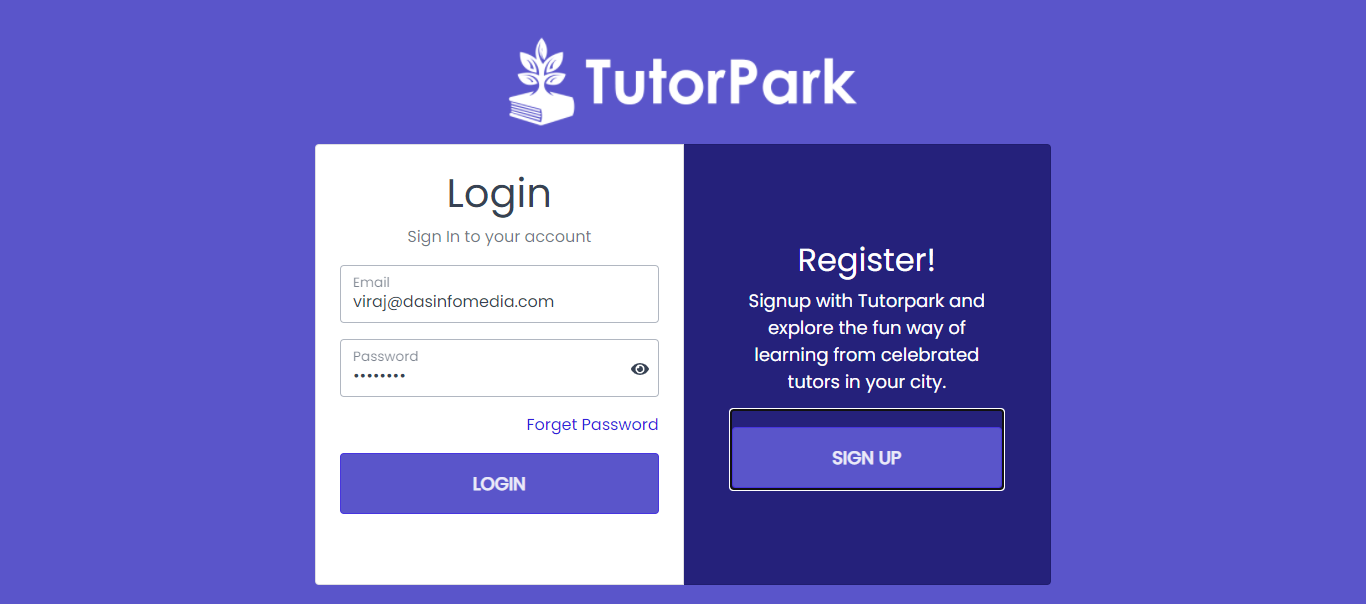 TutorPark
Login
Sign In to your account
Email
viraj@dasinfomedia.com
Password
••••••••
Forget Password
LOGIN
Register!
Signup with Tutorpark and
explore the fun way of
learning from celebrated
tutors in your city.
SIGN UP